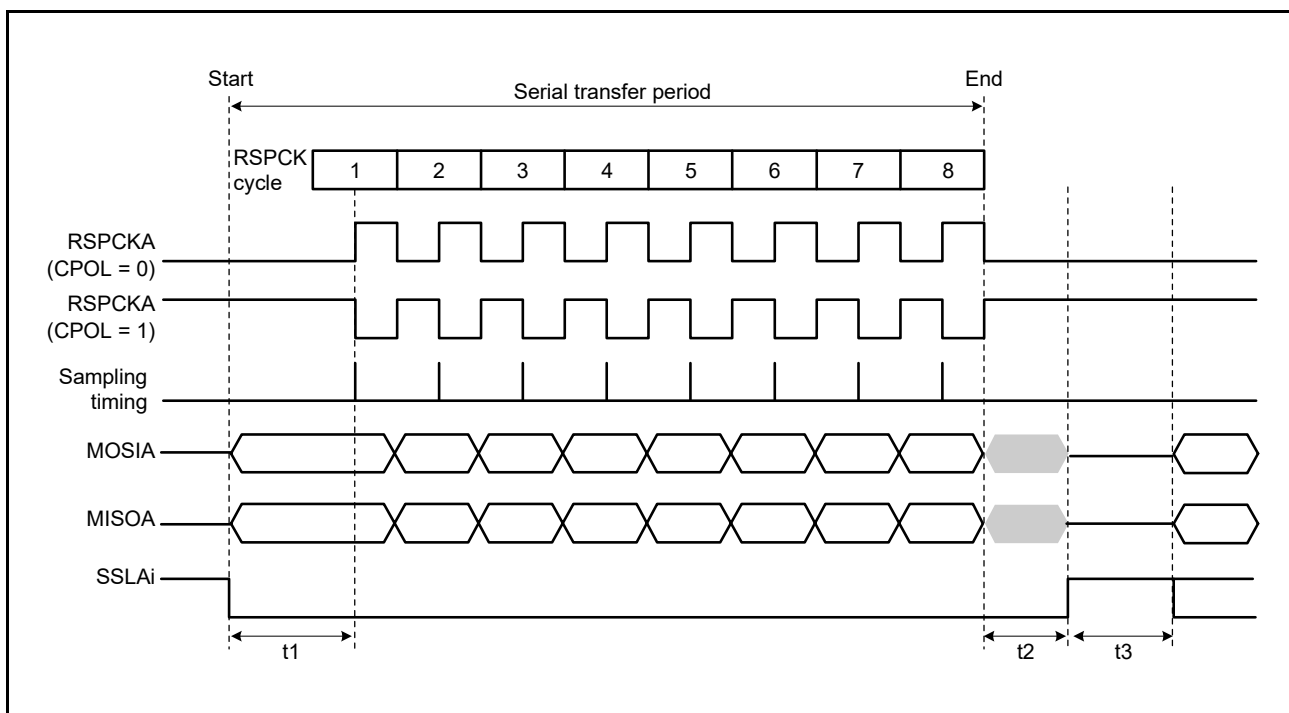 Start
End
Serial transfer period
RSPCK
cycle
1 2 3 4 5 6 7 8
RSPCKA
(CPOL = 0)
RSPCKA
(CPOL = 1)
Sampling
timing
MOSIA
MISOA
SSLAi
t1
t2
t3